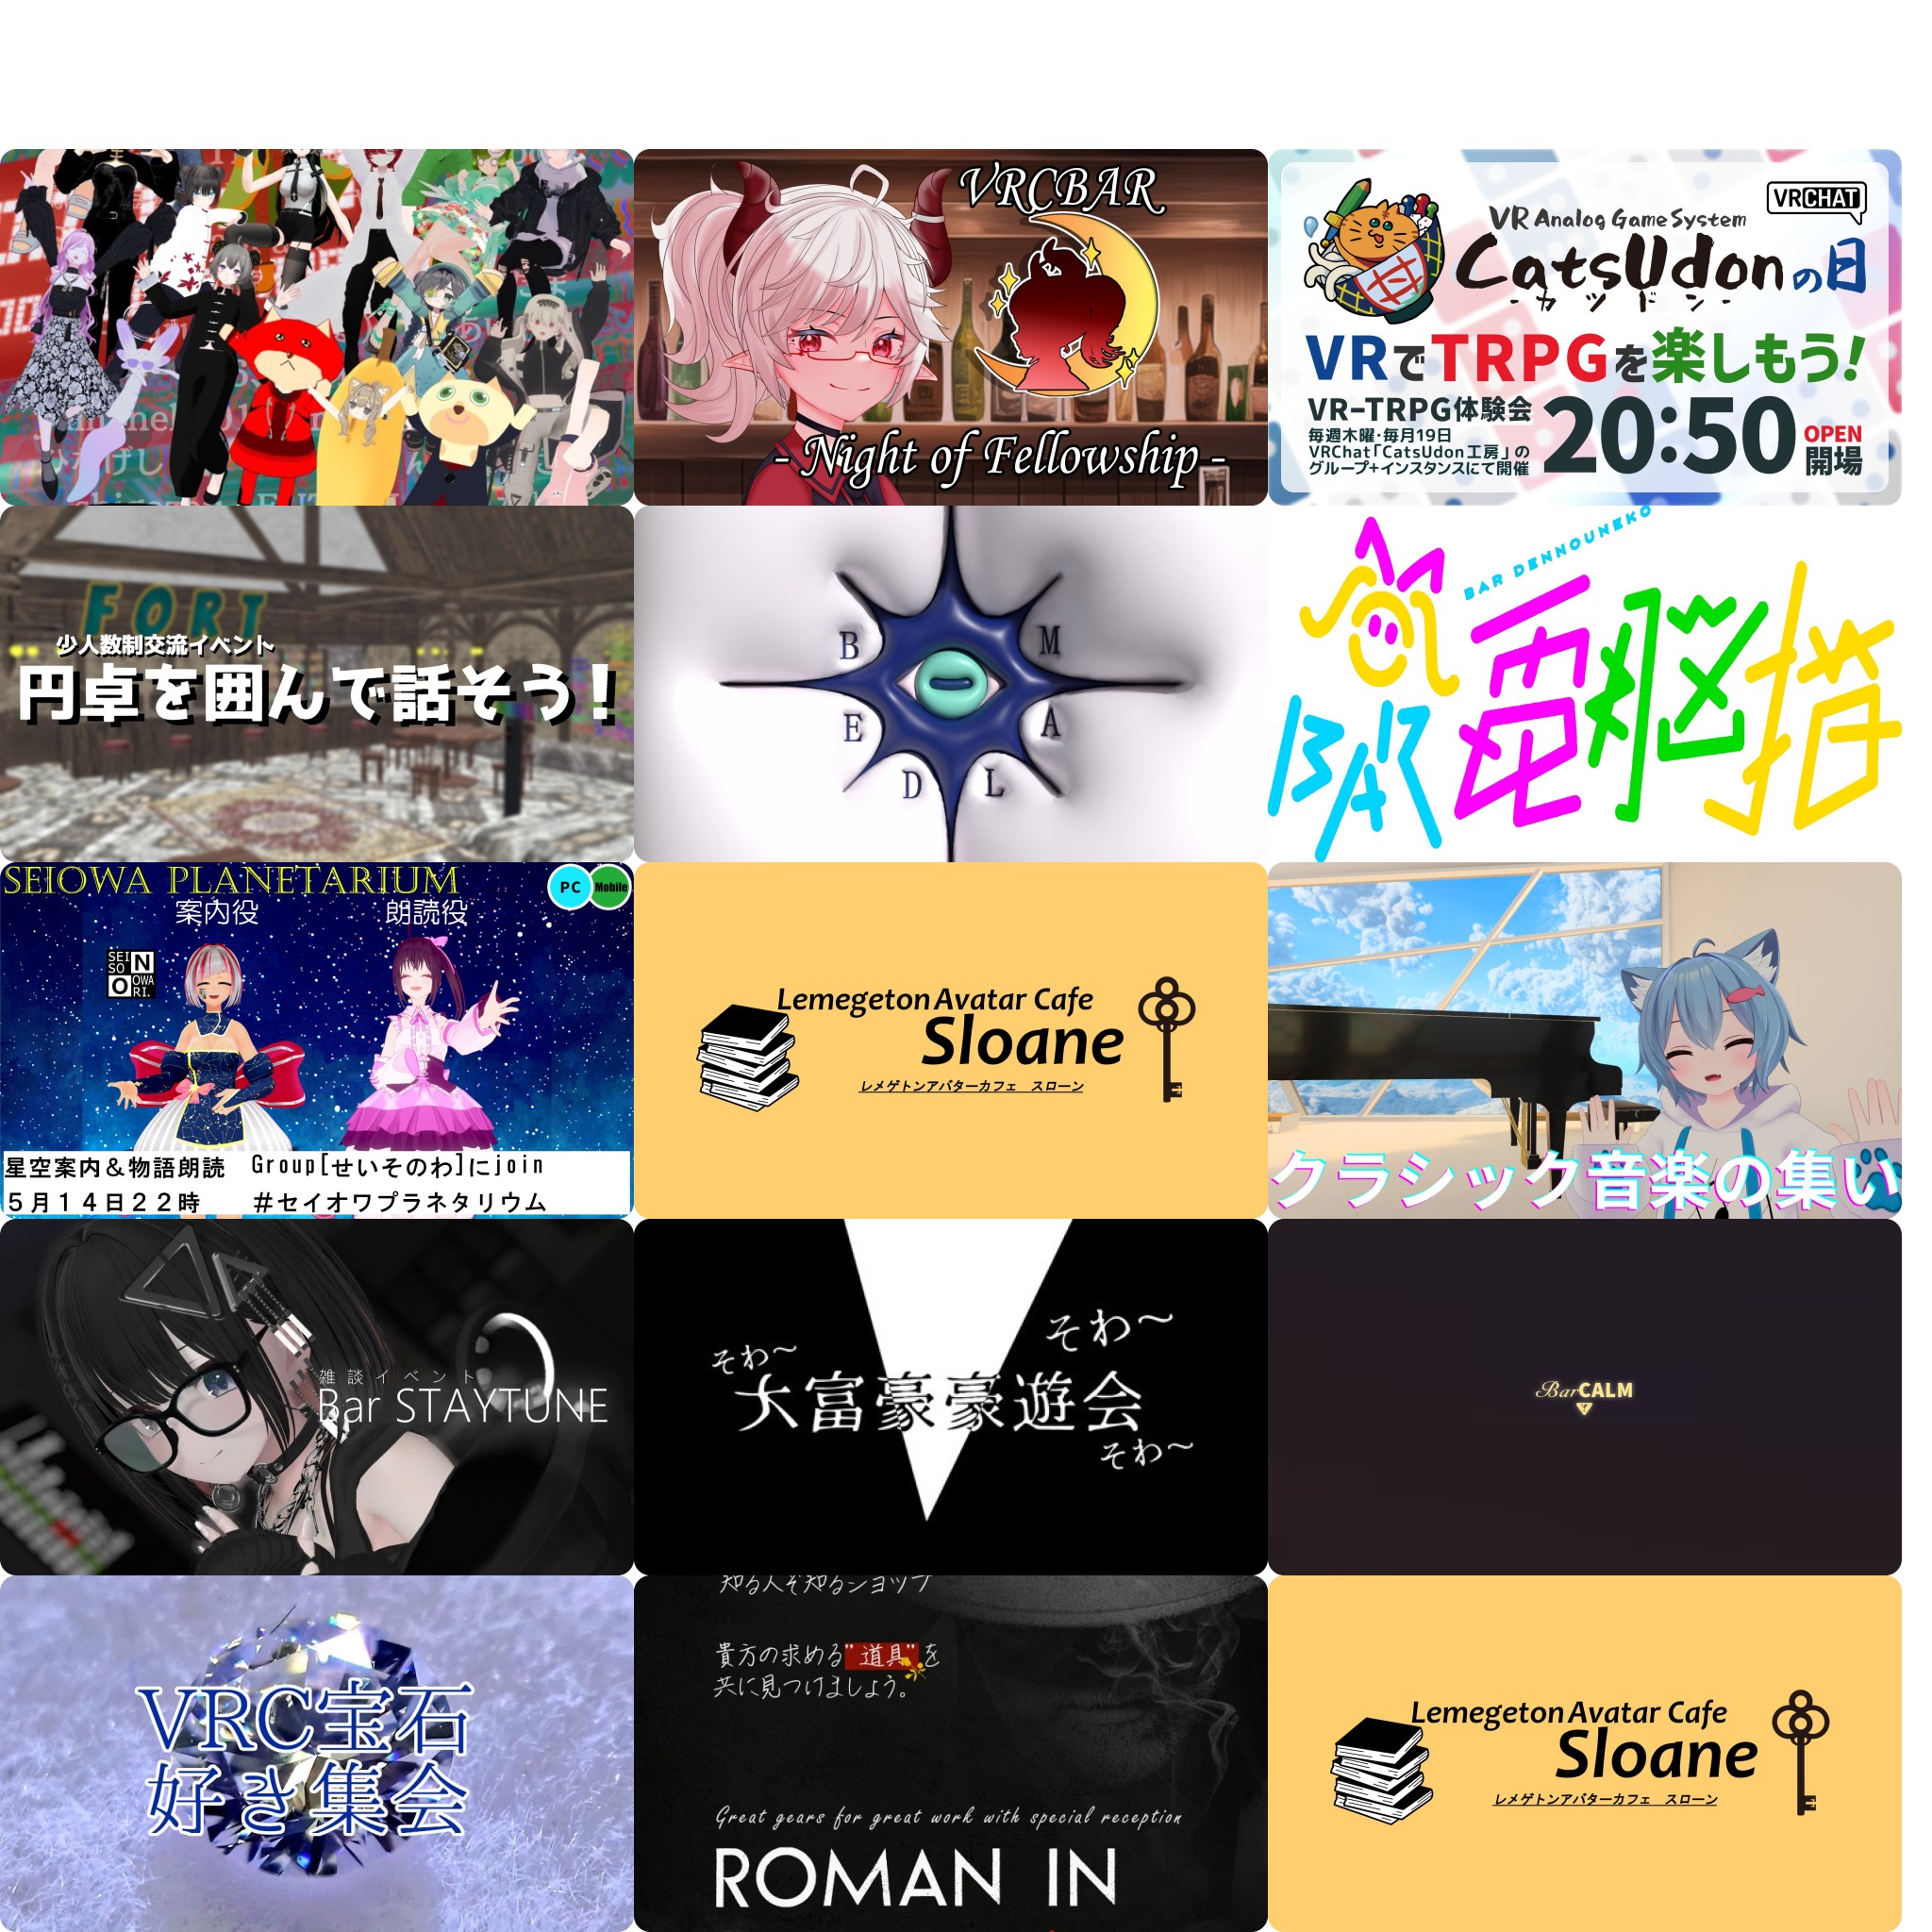 VRCBAR
- Night of Fellowship -
VRCHAT
VR Analog Game System
CatsUdonの日
-カツドン-
VRでTRPGを楽しもう!
VR-TRPG体験会
毎週木曜・毎月19日
VRChat「CatsUdon工房」の
グループ+インスタンスにて開催
20:50
OPEN
開場
FORT
少人数制交流イベント
円卓を囲んで話そう!
B M
E A
D L
BAR DENNOUNEKO
BAR 電脳猫
SEIOWA PLANETARIUM
PC
Mobile
案内役 朗読役
SEI
SO N
O OWA
RI.
星空案内&物語朗読 Group[せいそのわ]にjoin
5月14日22時 #セイオワプラネタリウム
Lemegeton Avatar Cafe
Sloane
レメゲトンアバターカフェ スローン
クラシック音楽の集い
雑談イベント
Bar STAYTUNE
そわ〜
そわ〜
大富豪豪遊会
そわ〜
Bar CALM
VRC宝石
好き集会
知る人ぞ知るショップ
貴方の求める"道具"を
共に見つけましょう。
Great gears for great work with special reception
ROMAN IN
Lemegeton Avatar Cafe
Sloane
レメゲトンアバターカフェ スローン